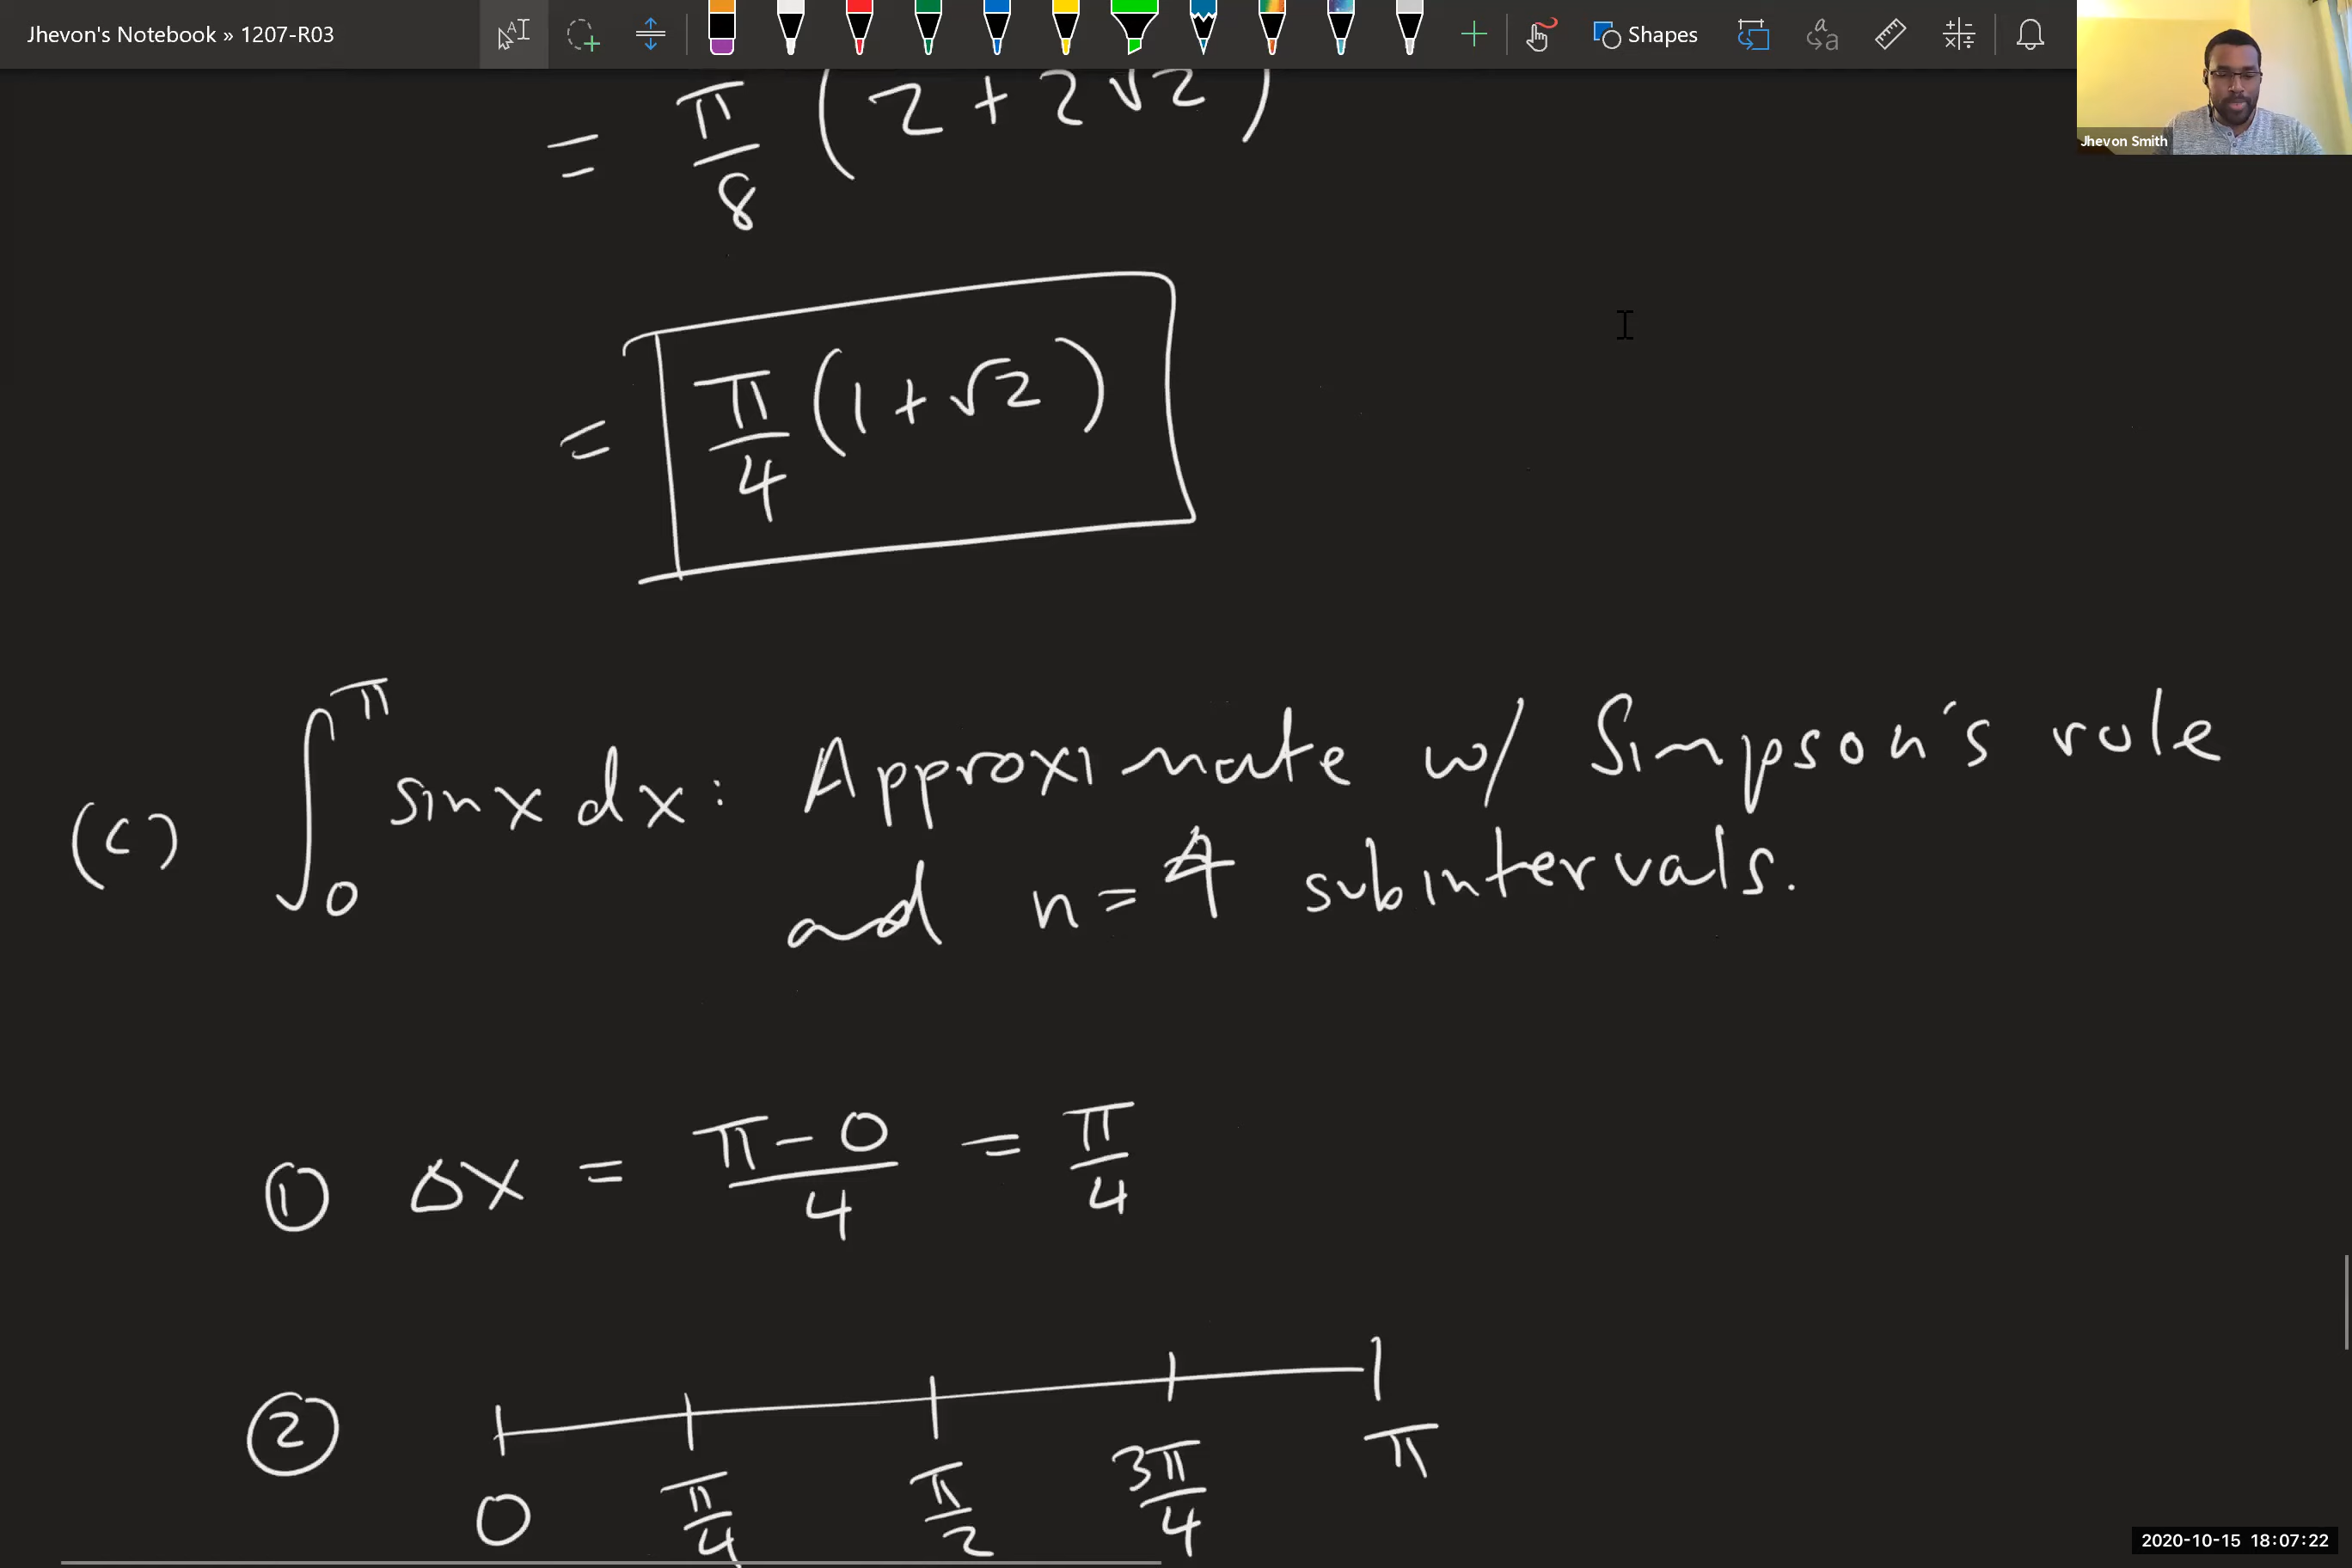 Jhevon's Notebook » 1207-R03
Shapes
Jhevon Smith
= π/8 (2 + 2√2)
= π/4 (1 + √2)
(c) ∫₀^π sin x dx : Approximate w/ Simpson's rule
and n = 4 subintervals.
① Δx = (π - 0)/4 = π/4
②
0 π/4 π/2 3π/4 π
2020-10-15 18:07:22